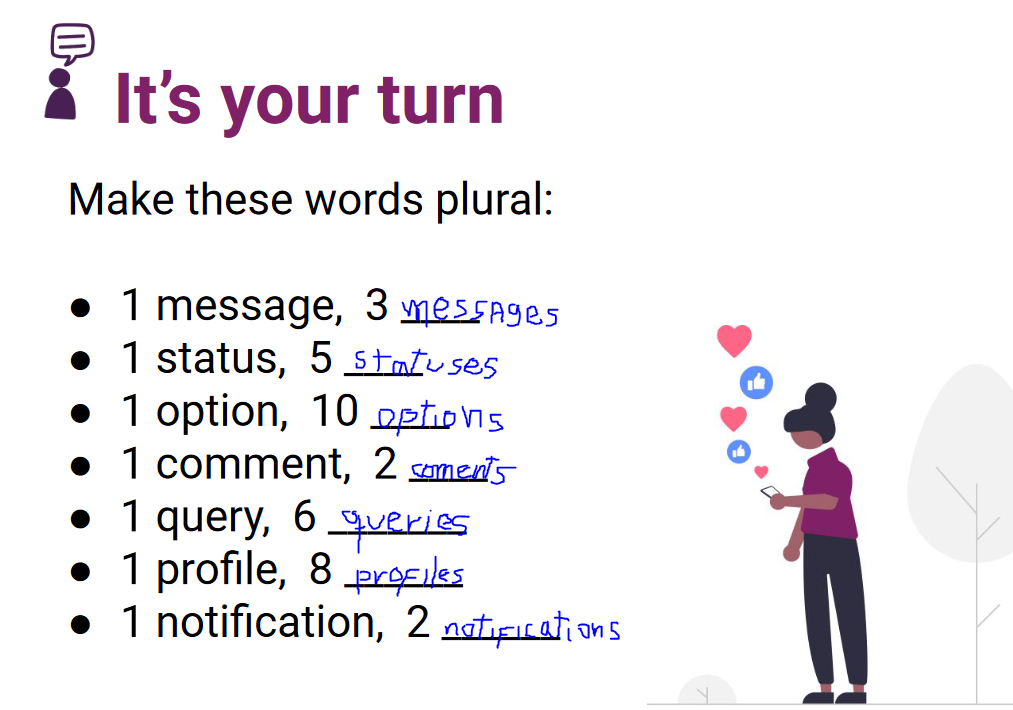 It's your turn
Make these words plural:
● 1 message, 3 messages
● 1 status, 5 statuses
● 1 option, 10 options
● 1 comment, 2 coments
● 1 query, 6 queries
● 1 profile, 8 profiles
● 1 notification, 2 notifications